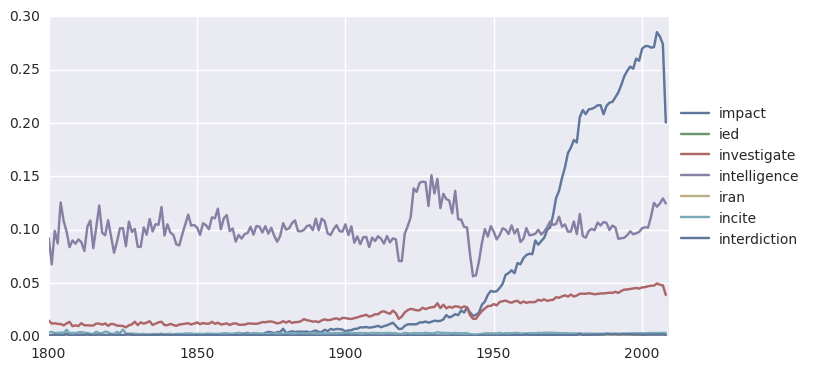 0.30
0.25
0.20
0.15
0.10
0.05
0.00
1800
1850
1900
1950
2000
impact
ied
investigate
intelligence
iran
incite
interdiction